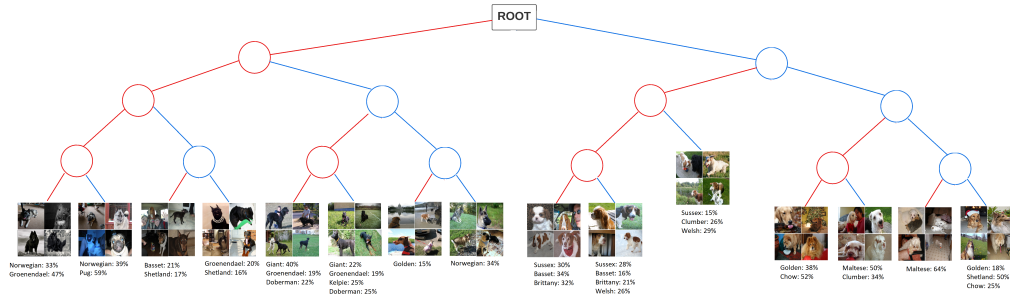 ROOT
Norwegian: 33%
Groenendael: 47%
Norwegian: 39%
Pug: 59%
Basset: 21%
Shetland: 17%
Groenendael: 20%
Shetland: 16%
Giant: 40%
Groenendael: 19%
Doberman: 22%
Giant: 22%
Groenendael: 19%
Kelpie: 25%
Doberman: 25%
Golden: 15%
Norwegian: 34%
Sussex: 30%
Basset: 34%
Brittany: 32%
Sussex: 28%
Basset: 16%
Brittany: 21%
Welsh: 26%
Sussex: 15%
Clumber: 26%
Welsh: 29%
Golden: 38%
Chow: 52%
Maltese: 50%
Clumber: 34%
Maltese: 64%
Golden: 18%
Shetland: 50%
Chow: 25%